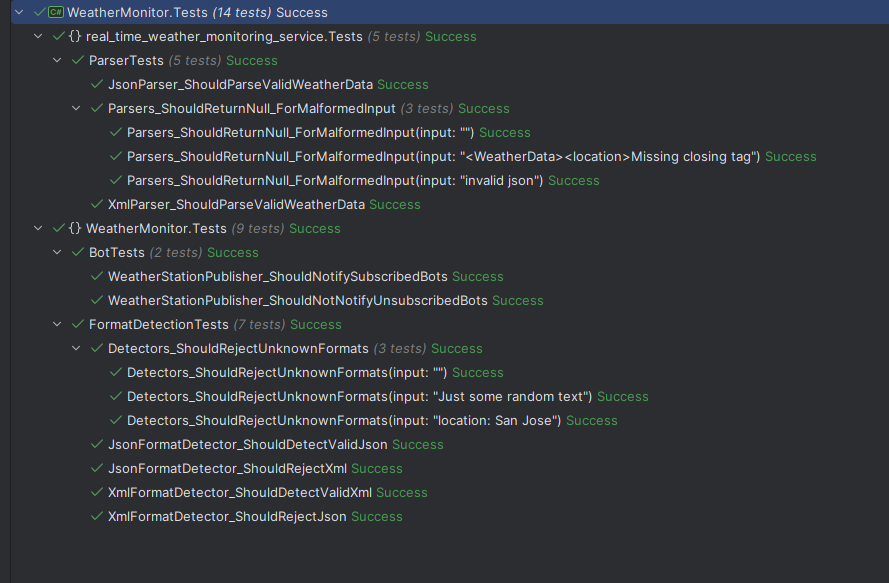 C# WeatherMonitor.Tests (14 tests) Success
{} real_time_weather_monitoring_service.Tests (5 tests) Success
ParserTests (5 tests) Success
JsonParser_ShouldParseValidWeatherData Success
Parsers_ShouldReturnNull_ForMalformedInput (3 tests) Success
Parsers_ShouldReturnNull_ForMalformedInput(input: "") Success
Parsers_ShouldReturnNull_ForMalformedInput(input: "<WeatherData><location>Missing closing tag") Success
Parsers_ShouldReturnNull_ForMalformedInput(input: "invalid json") Success
XmlParser_ShouldParseValidWeatherData Success
{} WeatherMonitor.Tests (9 tests) Success
BotTests (2 tests) Success
WeatherStationPublisher_ShouldNotifySubscribedBots Success
WeatherStationPublisher_ShouldNotNotifyUnsubscribedBots Success
FormatDetectionTests (7 tests) Success
Detectors_ShouldRejectUnknownFormats (3 tests) Success
Detectors_ShouldRejectUnknownFormats(input: "") Success
Detectors_ShouldRejectUnknownFormats(input: "Just some random text") Success
Detectors_ShouldRejectUnknownFormats(input: "location: San Jose") Success
JsonFormatDetector_ShouldDetectValidJson Success
JsonFormatDetector_ShouldRejectXml Success
XmlFormatDetector_ShouldDetectValidXml Success
XmlFormatDetector_ShouldRejectJson Success